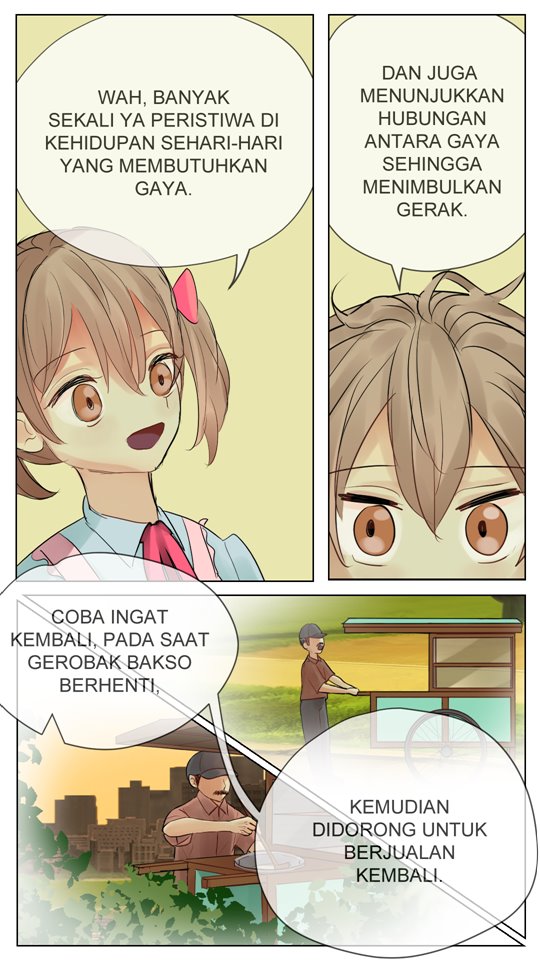 WAH, BANYAK
SEKALI YA PERISTIWA DI
KEHIDUPAN SEHARI-HARI
YANG MEMBUTUHKAN
GAYA.
DAN JUGA
MENUNJUKKAN
HUBUNGAN
ANTARA GAYA
SEHINGGA
MENIMBULKAN
GERAK.
COBA INGAT
KEMBALI, PADA SAAT
GEROBAK BAKSO
BERHENTI,
KEMUDIAN
DIDORONG UNTUK
BERJUALAN
KEMBALI.